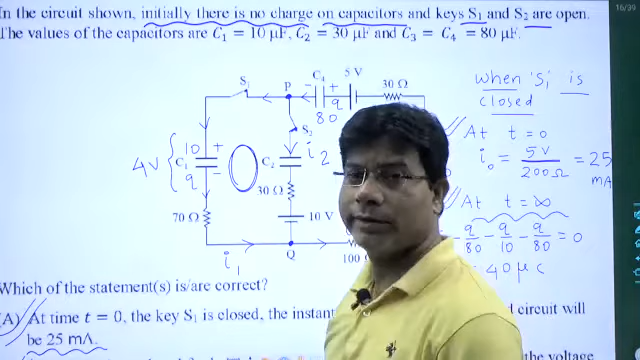 In the circuit shown, initially there is no charge on capacitors and keys S₁ and S₂ are open.
The values of the capacitors are C₁ = 10 μF, C₂ = 30 μF and C₃ = C₄ = 80 μF.
16/39
S₁
P
C₄
5 V
30 Ω
−
+
q
80
when 'S₁ is
closed
At t = 0
i₀ = 5V/200Ω = 25
mA
4V
10
+
C₁
q
−
C₂
i₂
30 Ω
10 V
70 Ω
i₁
Q
100
At t = ∞
− q/80 − q/10 − q/80 = 0
40 μC
Which of the statement(s) is/are correct?
(A) At time t = 0, the key S₁ is closed, the instant
d circuit will
be 25 mA.
the voltage